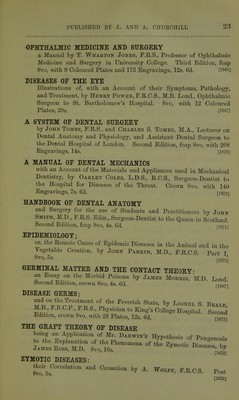 PUBLISHED BY J. AND A. CHURCHILL 23
OPHTHALMIC MEDICINE AND SURGERY
a Manual by T. WHARTON JONES, F.R.S., Professor of Ophthalmic
Medicine and Surgery in University College. Third Edition, fcap
8vo, with 9 Coloured Plates and 173 Engravings, 12s. 6d. [1865]
DISEASES OF THE EYE
Illustrations of, with an Account of their Symptoms, Pathology,
and Treatment, by HENRY POWER, F.R.C.S., M.B. Lond., Ophthalmic
Surgeon to St. Bartholomew's Hospital. 8vo, with 12 Coloured
Plates, 20s. [1867]
A SYSTEM OF DENTAL SURGERY
by JOHN TOMES, F.R.S., and CHARLES S. TOMES, M.A., Lecturer on
Dental Anatomy and Physiology, and Assistant Dental Surgeon to
the Dental Hospital of London. Second Edition, fcap 8vo, with 268
Engravings, 14s. [1873]
A MANUAL OF DENTAL MECHANICS
with an Account of the Materials and Appliances used in Mechanical
Dentistry, by OAKLEY COLES, L.D.S., R.C.S., Surgeon-Dentist to
the Hospital for Diseases of the Throat. Crown 8vo, with 140
Engravings, 7s. 6d. [1873]
HANDBOOK OF DENTAL ANATOMY
and Surgery for the use of Students and Practitioners by JOHN
SMITH, M.D., F.R.S. Edin., Surgeon-Dentist to the Queen in Scotland.
Second Edition, fcap 8vo, 4s. 6d. [1871]
EPIDEMIOLOGY;
or, the Remote Cause of Epidemic Diseases in the Animal and in the
Vegetable Creation, by JOHN PARKIN, M.D., F.R.C.S. Part I,
8vo, 5s. [1873]
GERMINAL MATTER AND THE CONTACT THEORY:
an Essay on the Morbid Poisons by JAMES MORRIS, M.D. Lond.
Second Edition, crown 8vo, 4s. 6d. [1867]
DISEASE GERMS;
and on the Treatment of the Feverish State, by LIONEL S. BEALE,
M.B., F.R.C.P., F.R.S., Physician to King's College Hospital. Second
Edition, crown 8vo, with 28 Plates, 12s. 6d. [1872]
THE GRAFT THEORY OF DISEASE
being an Application of Mr. DARWIN'S Hypothesis of Pangenesis
to the Explanation of the Phenomena of the Zymotic Diseases, by
JAMES ROSS, M.D. 8vo, 10s. [1872]
ZYMOTIC DISEASES:
their Correlation and Causation by A. WOLFF, F.R.C.S. Post
8vo, 5s. [1872]